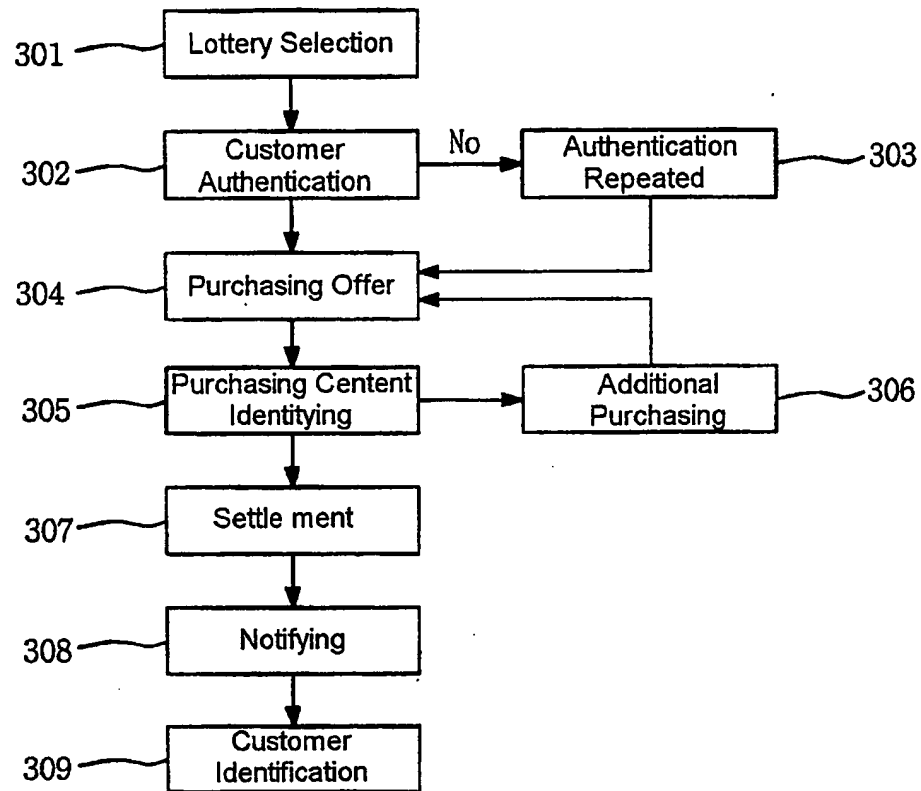 301
Lottery Selection
302
Customer
Authentication
No
Authentication
Repeated
303
304
Purchasing Offer
305
Purchasing Centent
Identitying
Additional
Purchasing
306
307
Settle ment
308
Notifying
309
Customer
Identification